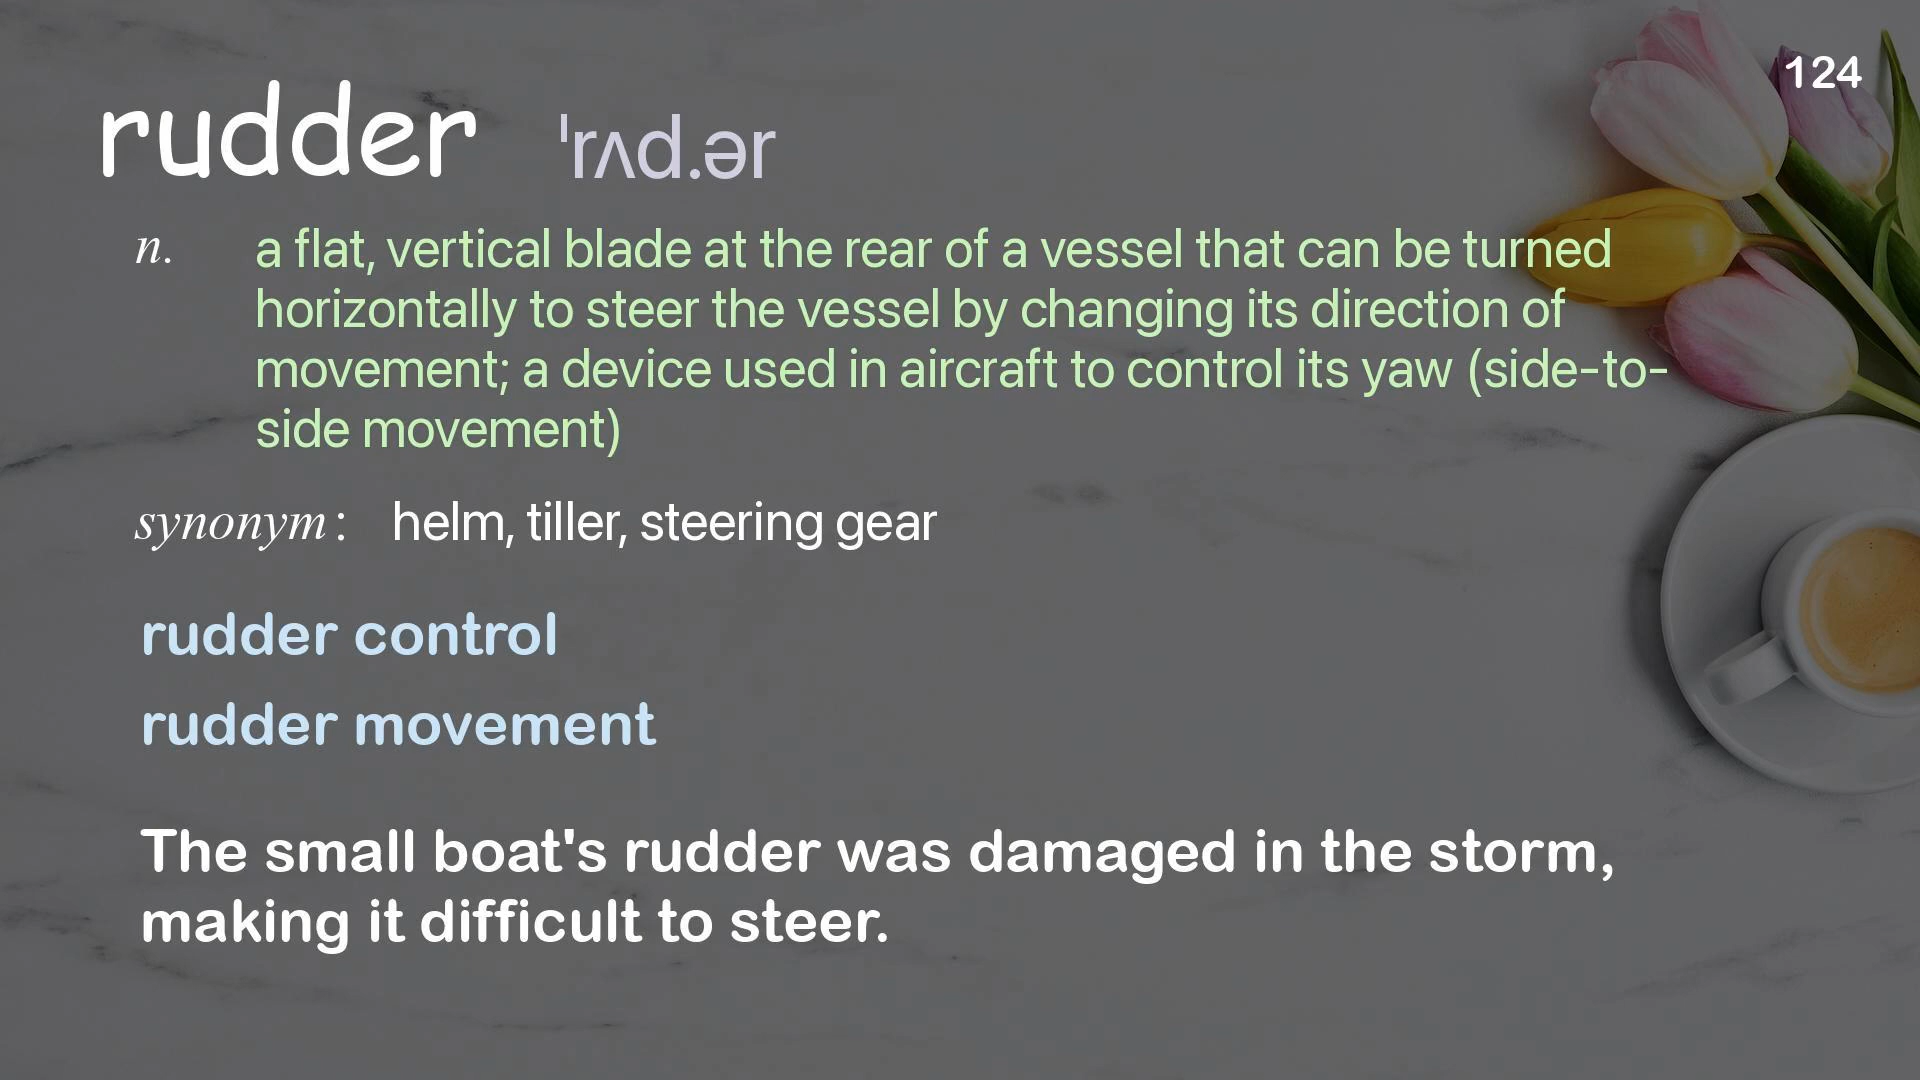 124
rudder ˈrʌd.ər
n. a flat, vertical blade at the rear of a vessel that can be turned
horizontally to steer the vessel by changing its direction of
movement; a device used in aircraft to control its yaw (side-to-
side movement)
synonym: helm, tiller, steering gear
rudder control
rudder movement
The small boat's rudder was damaged in the storm,
making it difficult to steer.